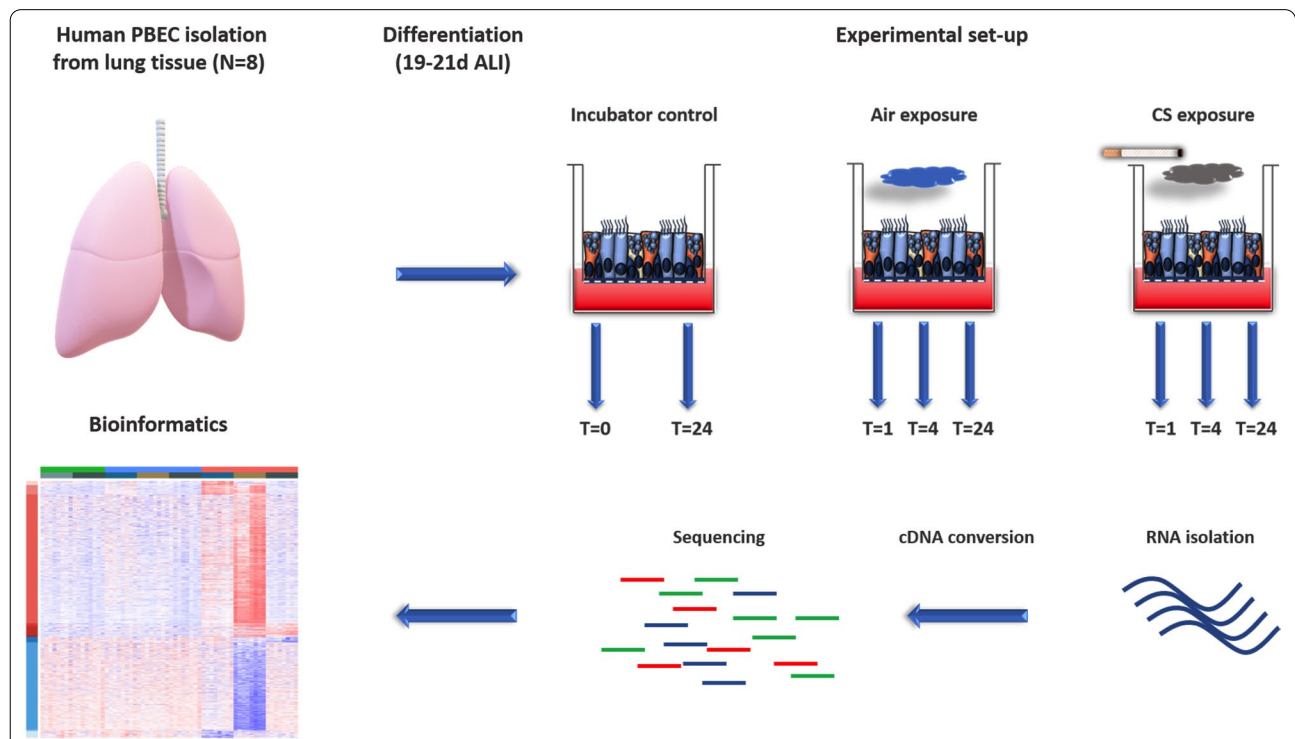 Human PBEC isolation
from lung tissue (N=8)
Differentiation
(19-21d ALI)
Experimental set-up
Incubator control
Air exposure
CS exposure
T=0
T=24
T=1
T=4
T=24
T=1
T=4
T=24
Bioinformatics
Sequencing
cDNA conversion
RNA isolation